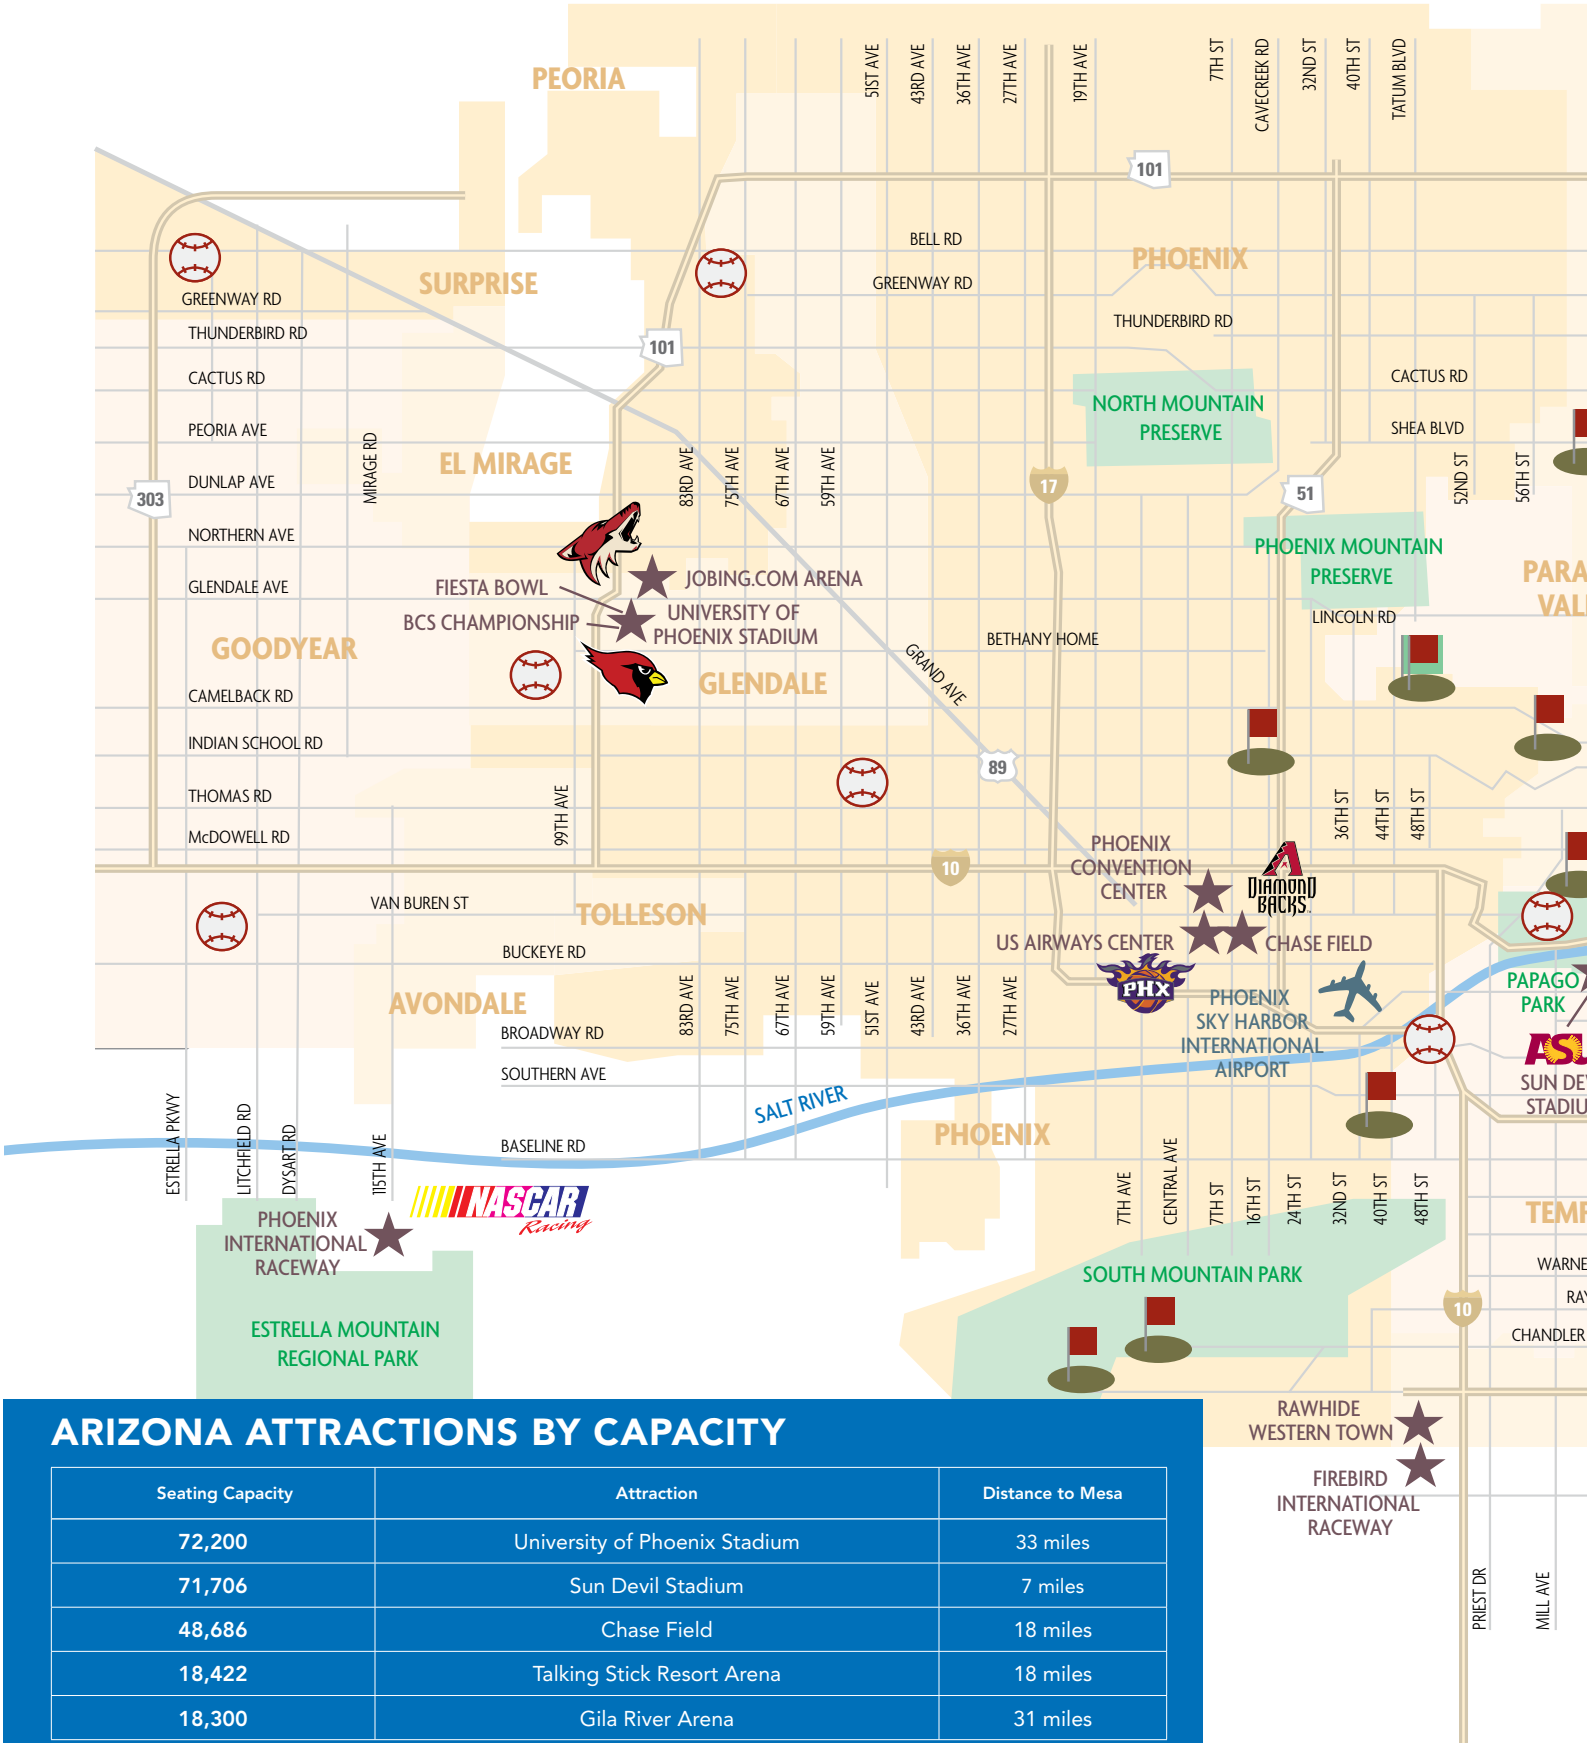 PEORIA
51ST AVE
43RD AVE
36TH AVE
27TH AVE
19TH AVE
7TH ST
CAVECREEK RD
32ND ST
40TH ST
TATUM BLVD
101
BELL RD
PHOENIX
SURPRISE
GREENWAY RD
GREENWAY RD
THUNDERBIRD RD
THUNDERBIRD RD
101
CACTUS RD
CACTUS RD
NORTH MOUNTAIN
PRESERVE
PEORIA AVE
SHEA BLVD
MIRAGE RD
EL MIRAGE
83RD AVE
75TH AVE
67TH AVE
59TH AVE
52ND ST
56TH ST
DUNLAP AVE
303
17
51
NORTHERN AVE
PHOENIX MOUNTAIN
PRESERVE
GLENDALE AVE
FIESTA BOWL
JOBING.COM ARENA
PARA
VAL
BCS CHAMPIONSHIP
UNIVERSITY OF
PHOENIX STADIUM
LINCOLN RD
GOODYEAR
BETHANY HOME
GRAND AVE
GLENDALE
CAMELBACK RD
INDIAN SCHOOL RD
89
THOMAS RD
99TH AVE
36TH ST
44TH ST
48TH ST
McDOWELL RD
PHOENIX
CONVENTION
CENTER
10
DIAMOND
BACKS
VAN BUREN ST
TOLLESON
US AIRWAYS CENTER
CHASE FIELD
BUCKEYE RD
PHX
AVONDALE
83RD AVE
75TH AVE
67TH AVE
59TH AVE
51ST AVE
43RD AVE
36TH AVE
27TH AVE
PHOENIX
SKY HARBOR
INTERNATIONAL
AIRPORT
PAPAGO
PARK
BROADWAY RD
ASU
SOUTHERN AVE
SUN DE
STADIU
SALT RIVER
ESTRELLA PKWY
LITCHFIELD RD
DYSART RD
115TH AVE
BASELINE RD
PHOENIX
7TH AVE
CENTRAL AVE
7TH ST
16TH ST
24TH ST
32ND ST
40TH ST
48TH ST
NASCAR
Racing
PHOENIX
INTERNATIONAL
RACEWAY
TEMP
WARNE
SOUTH MOUNTAIN PARK
RAY
10
ESTRELLA MOUNTAIN
REGIONAL PARK
CHANDLER
RAWHIDE
WESTERN TOWN
FIREBIRD
INTERNATIONAL
RACEWAY
PRIEST DR
MILL AVE
ARIZONA ATTRACTIONS BY CAPACITY
Seating Capacity Attraction Distance to Mesa
72,200 University of Phoenix Stadium 33 miles
71,706 Sun Devil Stadium 7 miles
48,686 Chase Field 18 miles
18,422 Talking Stick Resort Arena 18 miles
18,300 Gila River Arena 31 miles